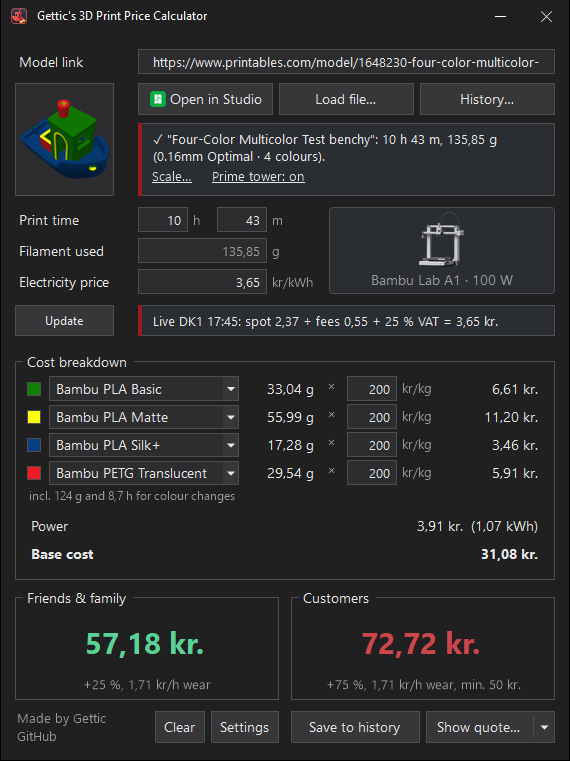 Gettic's 3D Print Price Calculator
Model link
https://www.printables.com/model/1648230-four-color-multicolor-
Open in Studio
Load file...
History...
✓ "Four-Color Multicolor Test benchy": 10 h 43 m, 135,85 g
(0.16mm Optimal · 4 colours).
Scale... Prime tower: on
Print time 10 h 43 m
Filament used 135,85 g
Electricity price 3,65 kr/kWh
Bambu Lab A1 · 100 W
Update
Live DK1 17:45: spot 2,37 + fees 0,55 + 25 % VAT = 3,65 kr.
Cost breakdown
Bambu PLA Basic 33,04 g × 200 kr/kg 6,61 kr.
Bambu PLA Matte 55,99 g × 200 kr/kg 11,20 kr.
Bambu PLA Silk+ 17,28 g × 200 kr/kg 3,46 kr.
Bambu PETG Translucent 29,54 g × 200 kr/kg 5,91 kr.
incl. 124 g and 8,7 h for colour changes
Power 3,91 kr. (1,07 kWh)
Base cost 31,08 kr.
Friends & family
57,18 kr.
+25 %, 1,71 kr/h wear
Customers
72,72 kr.
+75 %, 1,71 kr/h wear, min. 50 kr.
Made by Gettic
GitHub
Clear
Settings
Save to history
Show quote...